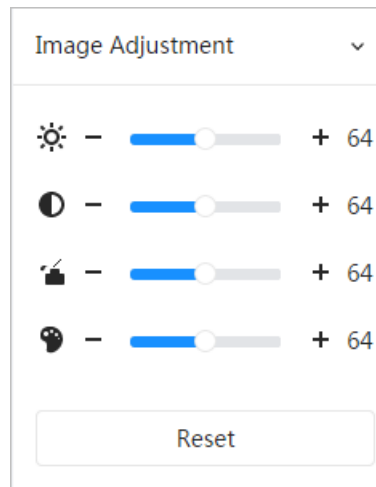 Image Adjustment
− + 64
− + 64
− + 64
− + 64
Reset